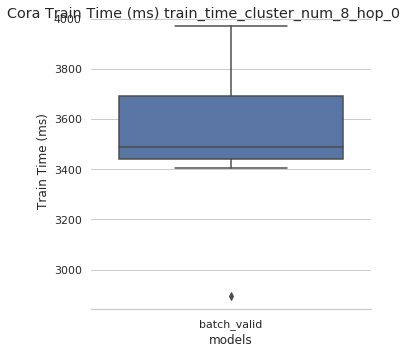 Cora Train Time (ms) train_time_cluster_num_8_hop_0
4000
3800
3600
3400
3200
3000
Train Time (ms)
batch_valid
models